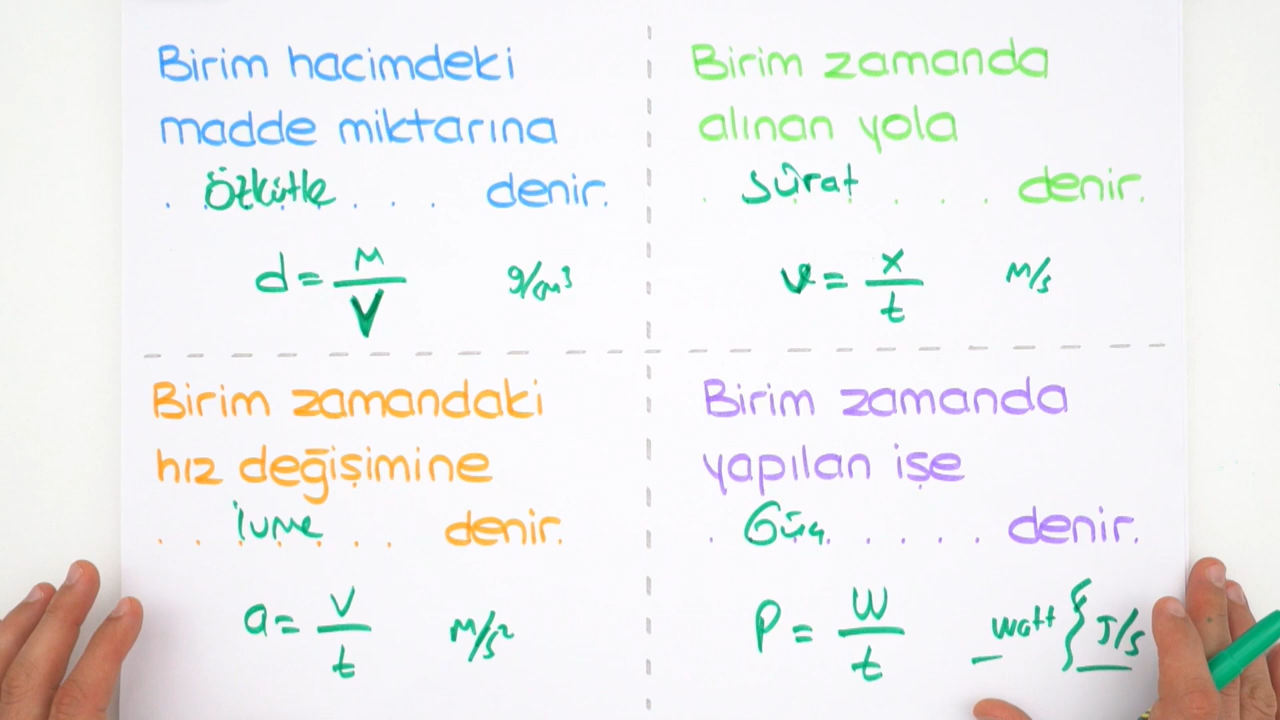 Birim hacimdeki
madde miktarına
. Özkütle . . . denir.
d = m/V g/cm³
Birim zamanda
alınan yola
. Sürat . . . denir.
v = x/t m/s
Birim zamandaki
hız değişimine
. . İvme . . . denir.
a = v/t m/s²
Birim zamanda
yapılan işe
. Güç . . . . . denir.
P = W/t watt { J/s